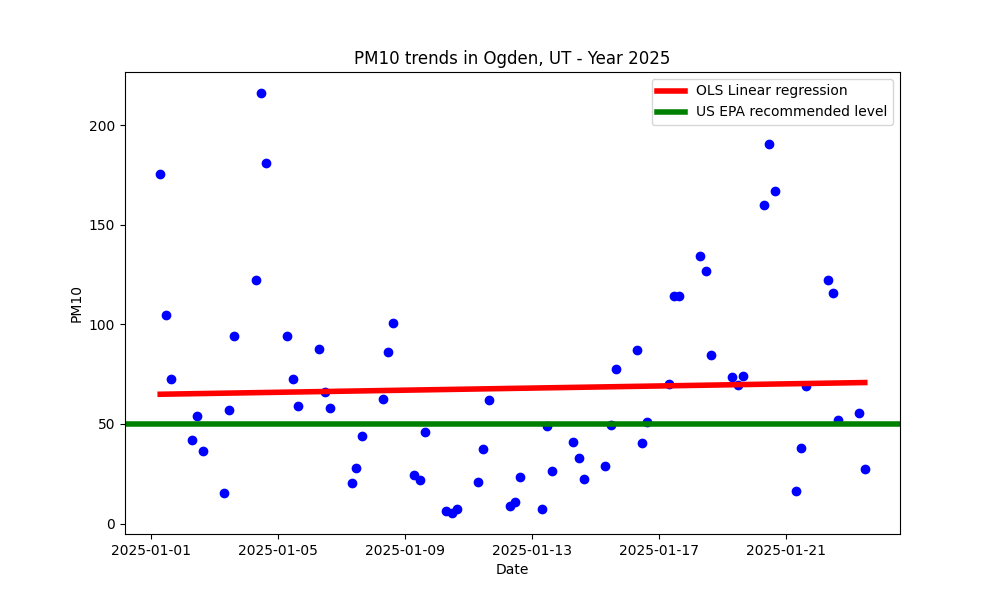 PM10 trends in Ogden, UT - Year 2025
OLS Linear regression
US EPA recommended level
PM10
200
150
100
50
0
2025-01-01 2025-01-05 2025-01-09 2025-01-13 2025-01-17 2025-01-21
Date